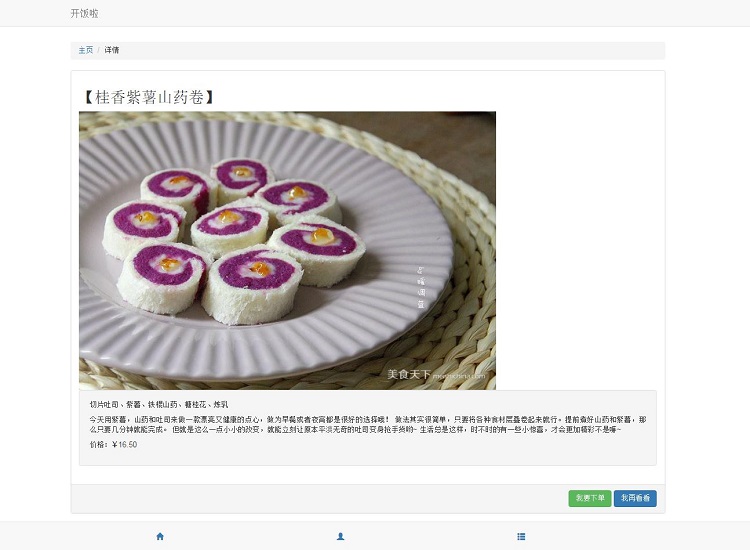 开饭啦
主页 / 详情
【桂香紫薯山药卷】
美食天下 meishichina.com
切片吐司、紫薯、铁棍山药、糖桂花、炼乳
今天用紫薯,山药和吐司来做一款漂亮又健康的点心,做为早餐或者夜宵都是很好的选择哦! 做法其实很简单,只要将各种食材层叠卷起来就行。提前煮好山药和紫薯,那
么只要几分钟就能完成。 但就是这么一点小小的改变,就能立刻让原本平淡无奇的吐司变身抢手货哟~ 生活总是这样,时不时的有一些小惊喜,才会更加精彩不是嘛~
价格:¥16.50
我要下单 我再看看